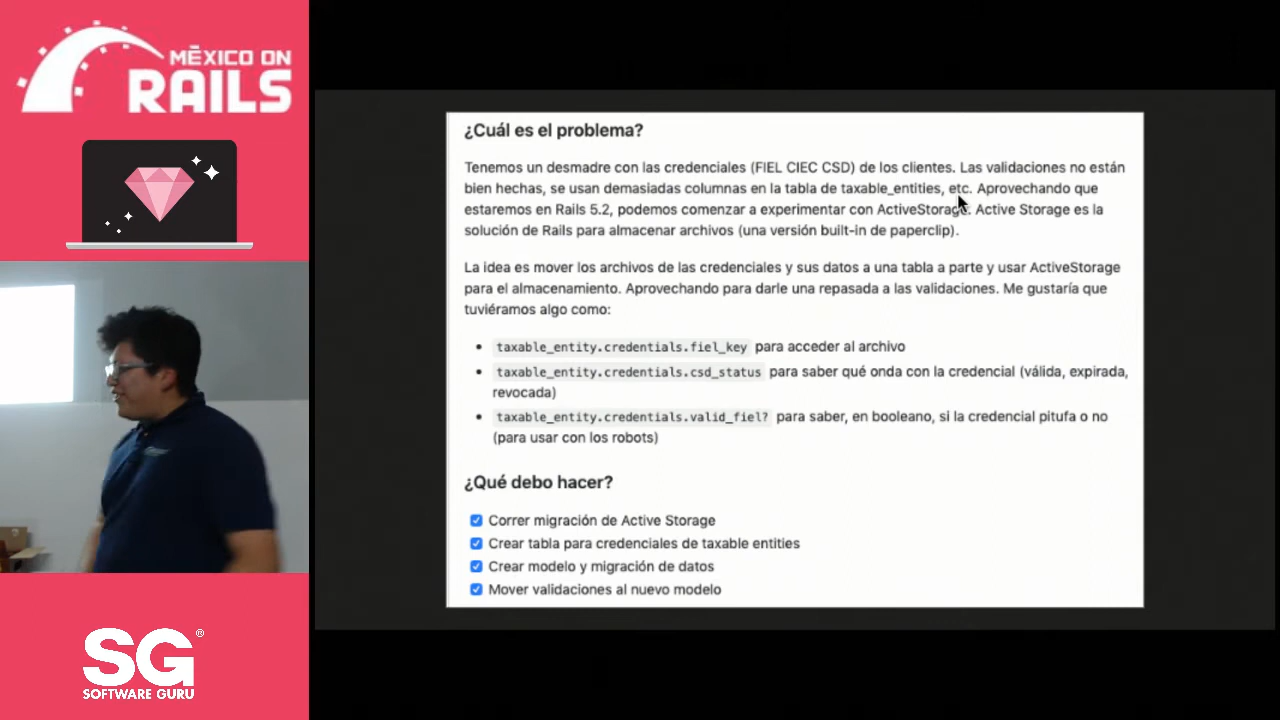 MÉXICO ON
RAILS
¿Cuál es el problema?
Tenemos un desmadre con las credenciales (FIEL CIEC CSD) de los clientes. Las validaciones no están
bien hechas, se usan demasiadas columnas en la tabla de taxable_entities, etc. Aprovechando que
estaremos en Rails 5.2, podemos comenzar a experimentar con ActiveStorage. Active Storage es la
solución de Rails para almacenar archivos (una versión built-in de paperclip).
La idea es mover los archivos de las credenciales y sus datos a una tabla a parte y usar ActiveStorage
para el almacenamiento. Aprovechando para darle una repasada a las validaciones. Me gustaría que
tuviéramos algo como:
• taxable_entity.credentials.fiel_key para acceder al archivo
• taxable_entity.credentials.csd_status para saber qué onda con la credencial (válida, expirada,
revocada)
• taxable_entity.credentials.valid_fiel? para saber, en booleano, si la credencial pitufa o no
(para usar con los robots)
¿Qué debo hacer?
Correr migración de Active Storage
Crear tabla para credenciales de taxable entities
Crear modelo y migración de datos
Mover validaciones al nuevo modelo
SG®
SOFTWARE GURU